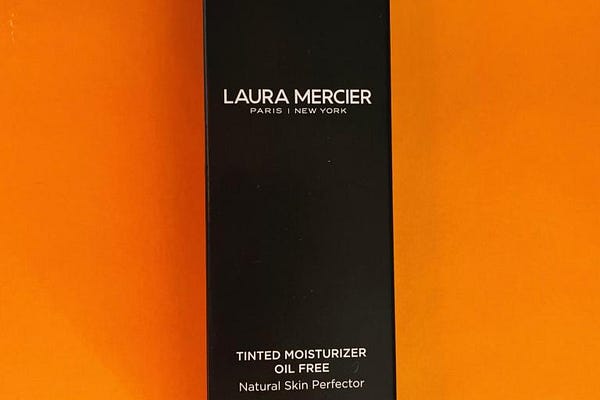 LAURA MERCIER
PARIS | NEW YORK
TINTED MOISTURIZER
OIL FREE
Natural Skin Perfector